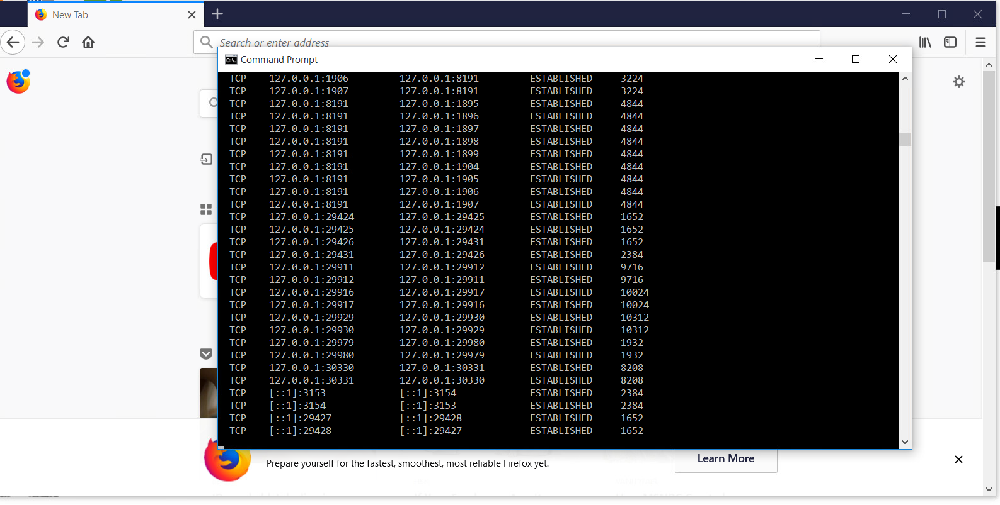 New Tab
Search or enter address
Command Prompt
TCP 127.0.0.1:1906 127.0.0.1:8191 ESTABLISHED 3224
TCP 127.0.0.1:1907 127.0.0.1:8191 ESTABLISHED 3224
TCP 127.0.0.1:8191 127.0.0.1:1895 ESTABLISHED 4844
TCP 127.0.0.1:8191 127.0.0.1:1896 ESTABLISHED 4844
TCP 127.0.0.1:8191 127.0.0.1:1897 ESTABLISHED 4844
TCP 127.0.0.1:8191 127.0.0.1:1898 ESTABLISHED 4844
TCP 127.0.0.1:8191 127.0.0.1:1899 ESTABLISHED 4844
TCP 127.0.0.1:8191 127.0.0.1:1904 ESTABLISHED 4844
TCP 127.0.0.1:8191 127.0.0.1:1905 ESTABLISHED 4844
TCP 127.0.0.1:8191 127.0.0.1:1906 ESTABLISHED 4844
TCP 127.0.0.1:8191 127.0.0.1:1907 ESTABLISHED 4844
TCP 127.0.0.1:29424 127.0.0.1:29425 ESTABLISHED 1652
TCP 127.0.0.1:29425 127.0.0.1:29424 ESTABLISHED 1652
TCP 127.0.0.1:29426 127.0.0.1:29431 ESTABLISHED 1652
TCP 127.0.0.1:29431 127.0.0.1:29426 ESTABLISHED 2384
TCP 127.0.0.1:29911 127.0.0.1:29912 ESTABLISHED 9716
TCP 127.0.0.1:29912 127.0.0.1:29911 ESTABLISHED 9716
TCP 127.0.0.1:29916 127.0.0.1:29917 ESTABLISHED 10024
TCP 127.0.0.1:29917 127.0.0.1:29916 ESTABLISHED 10024
TCP 127.0.0.1:29929 127.0.0.1:29930 ESTABLISHED 10312
TCP 127.0.0.1:29930 127.0.0.1:29929 ESTABLISHED 10312
TCP 127.0.0.1:29979 127.0.0.1:29980 ESTABLISHED 1932
TCP 127.0.0.1:29980 127.0.0.1:29979 ESTABLISHED 1932
TCP 127.0.0.1:30330 127.0.0.1:30331 ESTABLISHED 8208
TCP 127.0.0.1:30331 127.0.0.1:30330 ESTABLISHED 8208
TCP [::1]:3153 [::1]:3154 ESTABLISHED 2384
TCP [::1]:3154 [::1]:3153 ESTABLISHED 2384
TCP [::1]:29427 [::1]:29428 ESTABLISHED 1652
TCP [::1]:29428 [::1]:29427 ESTABLISHED 1652
Prepare yourself for the fastest, smoothest, most reliable Firefox yet.
Learn More